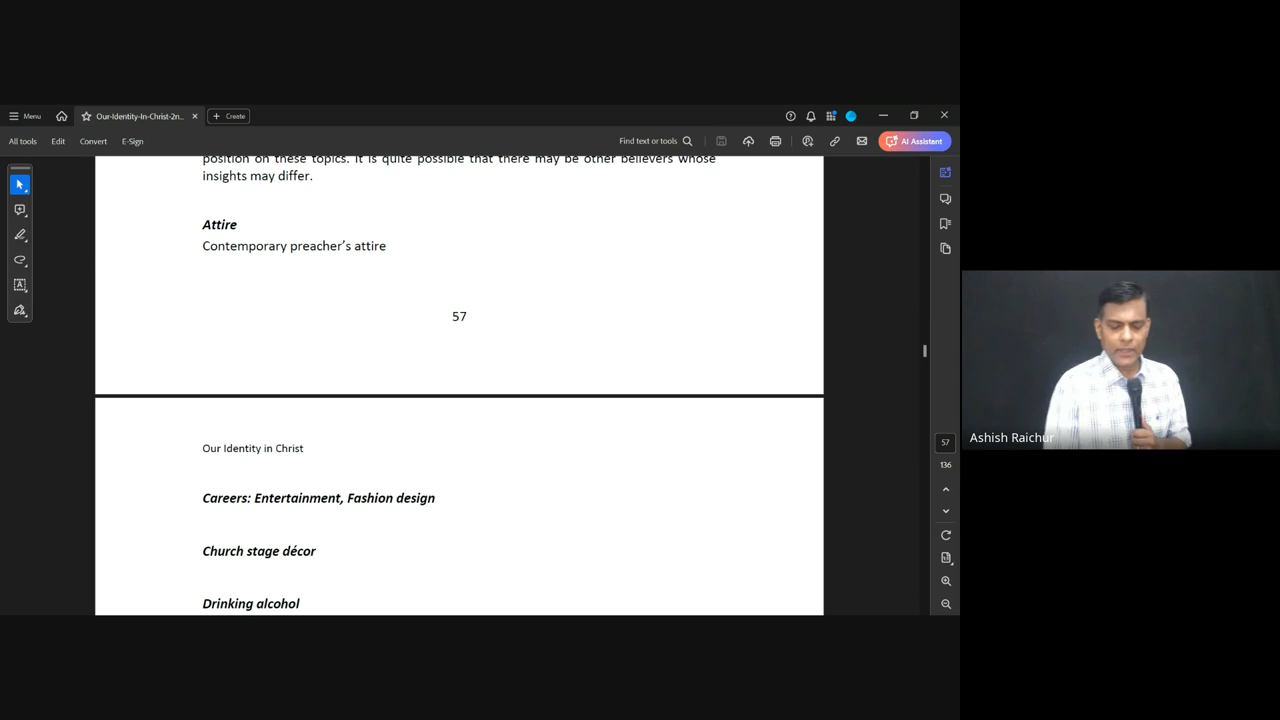 Menu
Our-Identity-In-Christ-2n...
Create
All tools
Edit
Convert
E-Sign
Find text or tools
AI Assistant
position on these topics. It is quite possible that there may be other believers whose
insights may differ.
Attire
Contemporary preacher's attire
57
Our Identity in Christ
Careers: Entertainment, Fashion design
Church stage décor
Drinking alcohol
57
136
Ashish Raichur